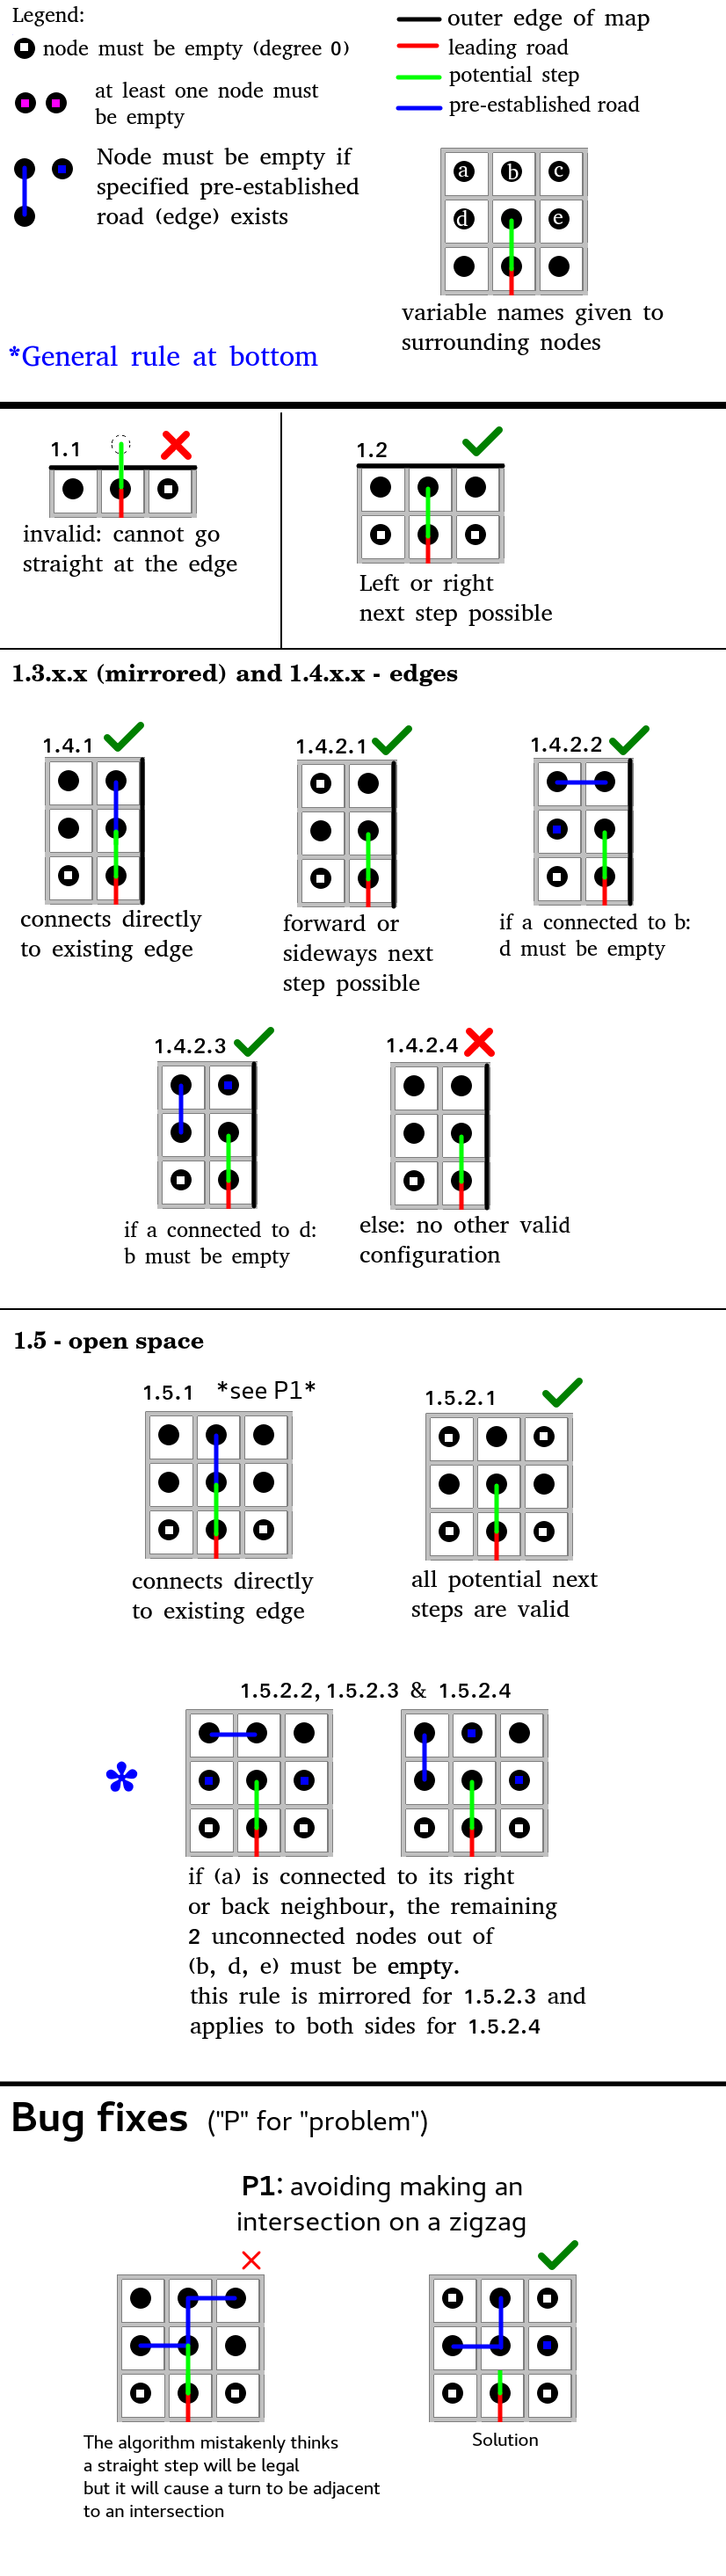 Legend:
node must be empty (degree 0)
at least one node must
be empty
Node must be empty if
specified pre-established
road (edge) exists
*General rule at bottom
outer edge of map
leading road
potential step
pre-established road
a b c
d e
variable names given to
surrounding nodes
1.1
invalid: cannot go
straight at the edge
1.2
Left or right
next step possible
1.3.x.x (mirrored) and 1.4.x.x - edges
1.4.1
connects directly
to existing edge
1.4.2.1
forward or
sideways next
step possible
1.4.2.2
if a connected to b:
d must be empty
1.4.2.3
if a connected to d:
b must be empty
1.4.2.4
else: no other valid
configuration
1.5 - open space
1.5.1 *see P1*
connects directly
to existing edge
1.5.2.1
all potential next
steps are valid
1.5.2.2, 1.5.2.3 & 1.5.2.4
*
if (a) is connected to its right
or back neighbour, the remaining
2 unconnected nodes out of
(b, d, e) must be empty.
this rule is mirrored for 1.5.2.3 and
applies to both sides for 1.5.2.4
Bug fixes ("P" for "problem")
P1: avoiding making an
intersection on a zigzag
The algorithm mistakenly thinks
a straight step will be legal
but it will cause a turn to be adjacent
to an intersection
Solution